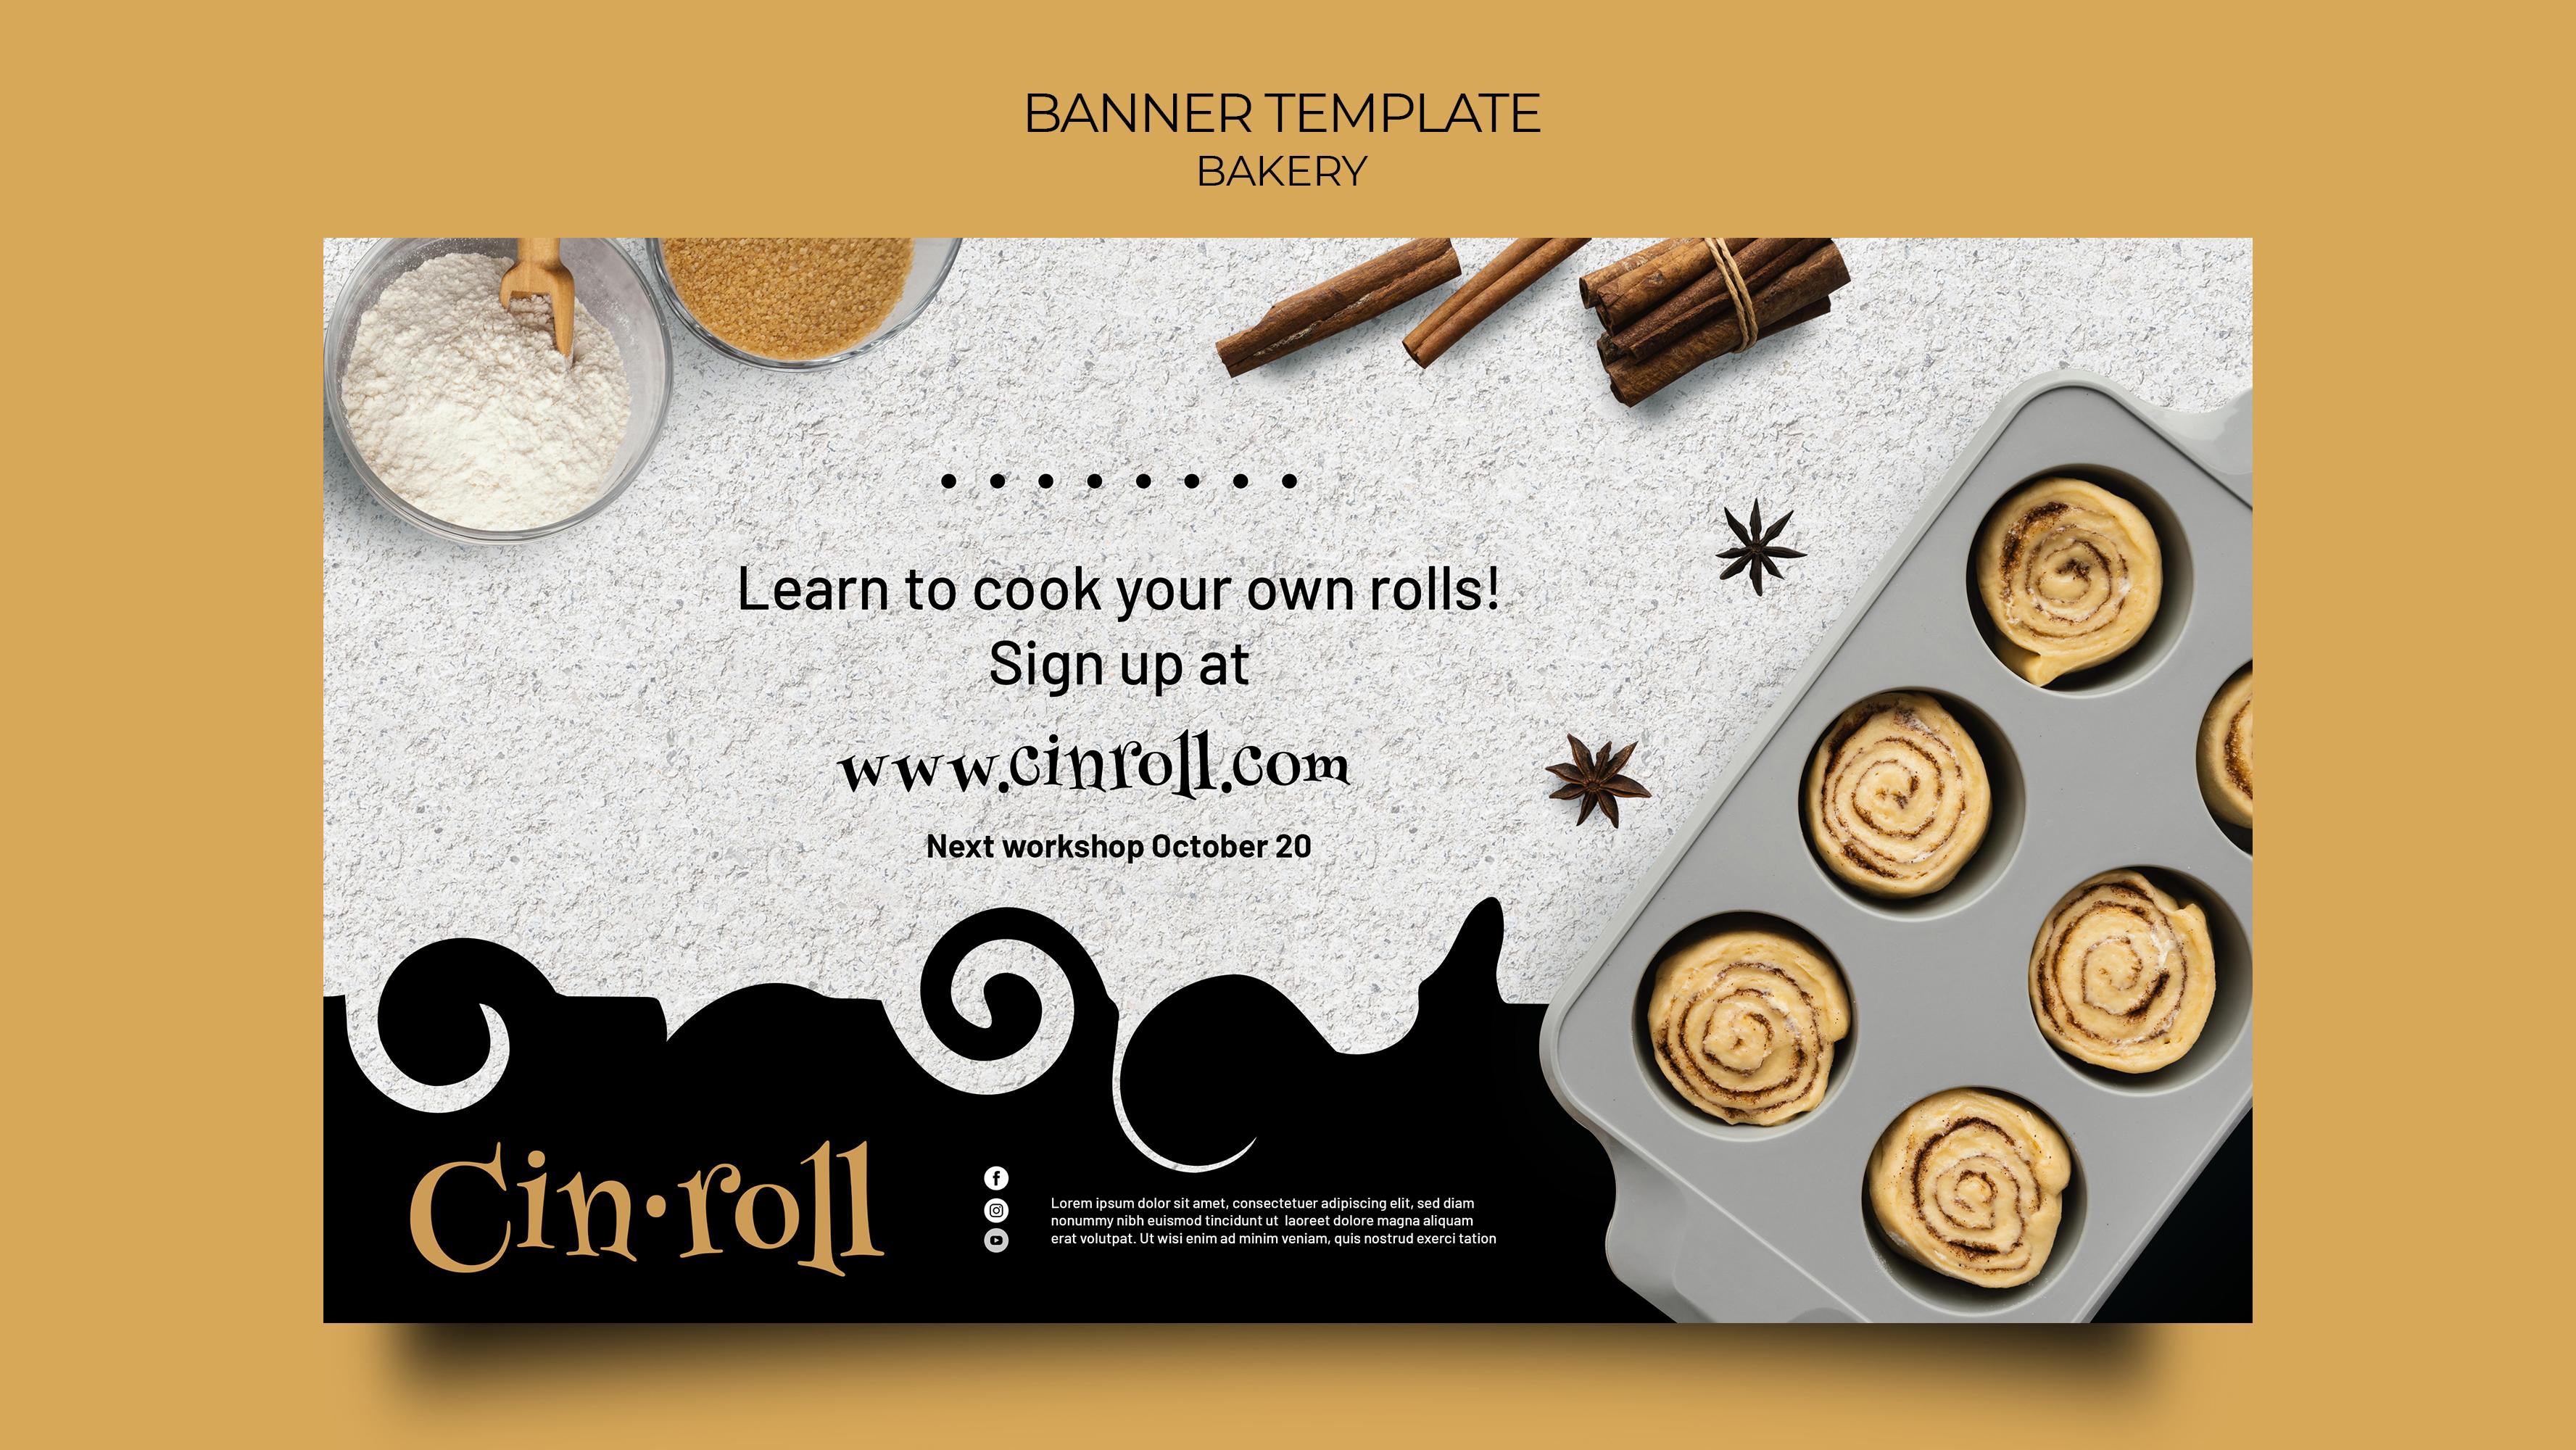 BANNER TEMPLATE
BAKERY
Learn to cook your own rolls!
Sign up at
www.cinroll.com
Next workshop October 20
Cin·roll
Lorem ipsum dolor sit amet, consectetuer adipiscing elit, sed diam
nonummy nibh euismod tincidunt ut laoreet dolore magna aliquam
erat volutpat. Ut wisi enim ad minim veniam, quis nostrud exerci tation